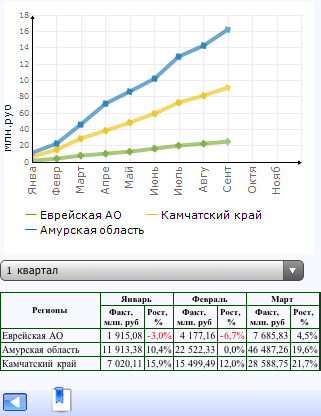 18
16
14
12
10
80
60
40
20
0
Млн.руб
Янва Февр Март Апре Май Июнь Июль Авгу Сент Октя Нояб
Еврейская АО Камчатский край
Амурская область
1 квартал
Регионы Январь Февраль Март
Факт, млн. руб Рост, % Факт, млн. руб Рост, % Факт, млн. руб Рост, %
Еврейская АО 1 915,08 -3,0% 4 177,16 -6,7% 7 685,83 4,5%
Амурская область 11 913,38 10,4% 22 522,33 0,0% 46 487,26 19,6%
Камчатский край 7 020,11 15,9% 15 499,49 12,0% 28 588,75 21,7%